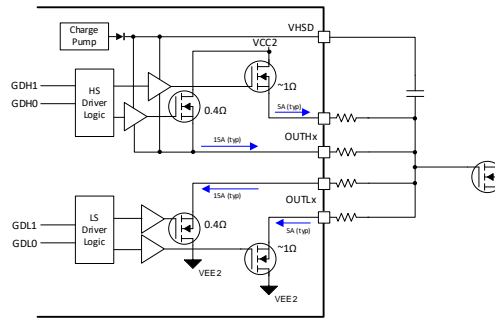 Charge
Pump
VHSD
VCC2
GDH1
GDH0
HS
Driver
Logic
~1Ω
0.4Ω
5A (typ)
15A (typ)
OUTHx
GDL1
GDL0
LS
Driver
Logic
0.4Ω
15A (typ)
OUTLx
~1Ω
5A (typ)
VEE2
VEE2